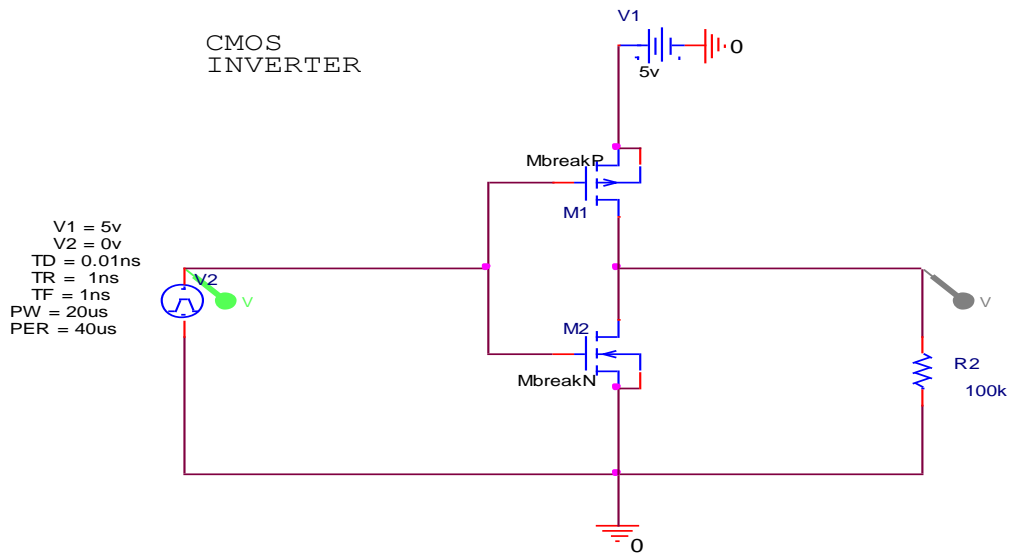 CMOS
INVERTER
V1
0
5v
MbreakP
M1
V1 = 5v
V2 = 0v
TD = 0.01ns
TR = 1ns
TF = 1ns
PW = 20us
PER = 40us
V2
V
V
M2
MbreakN
R2
100k
0